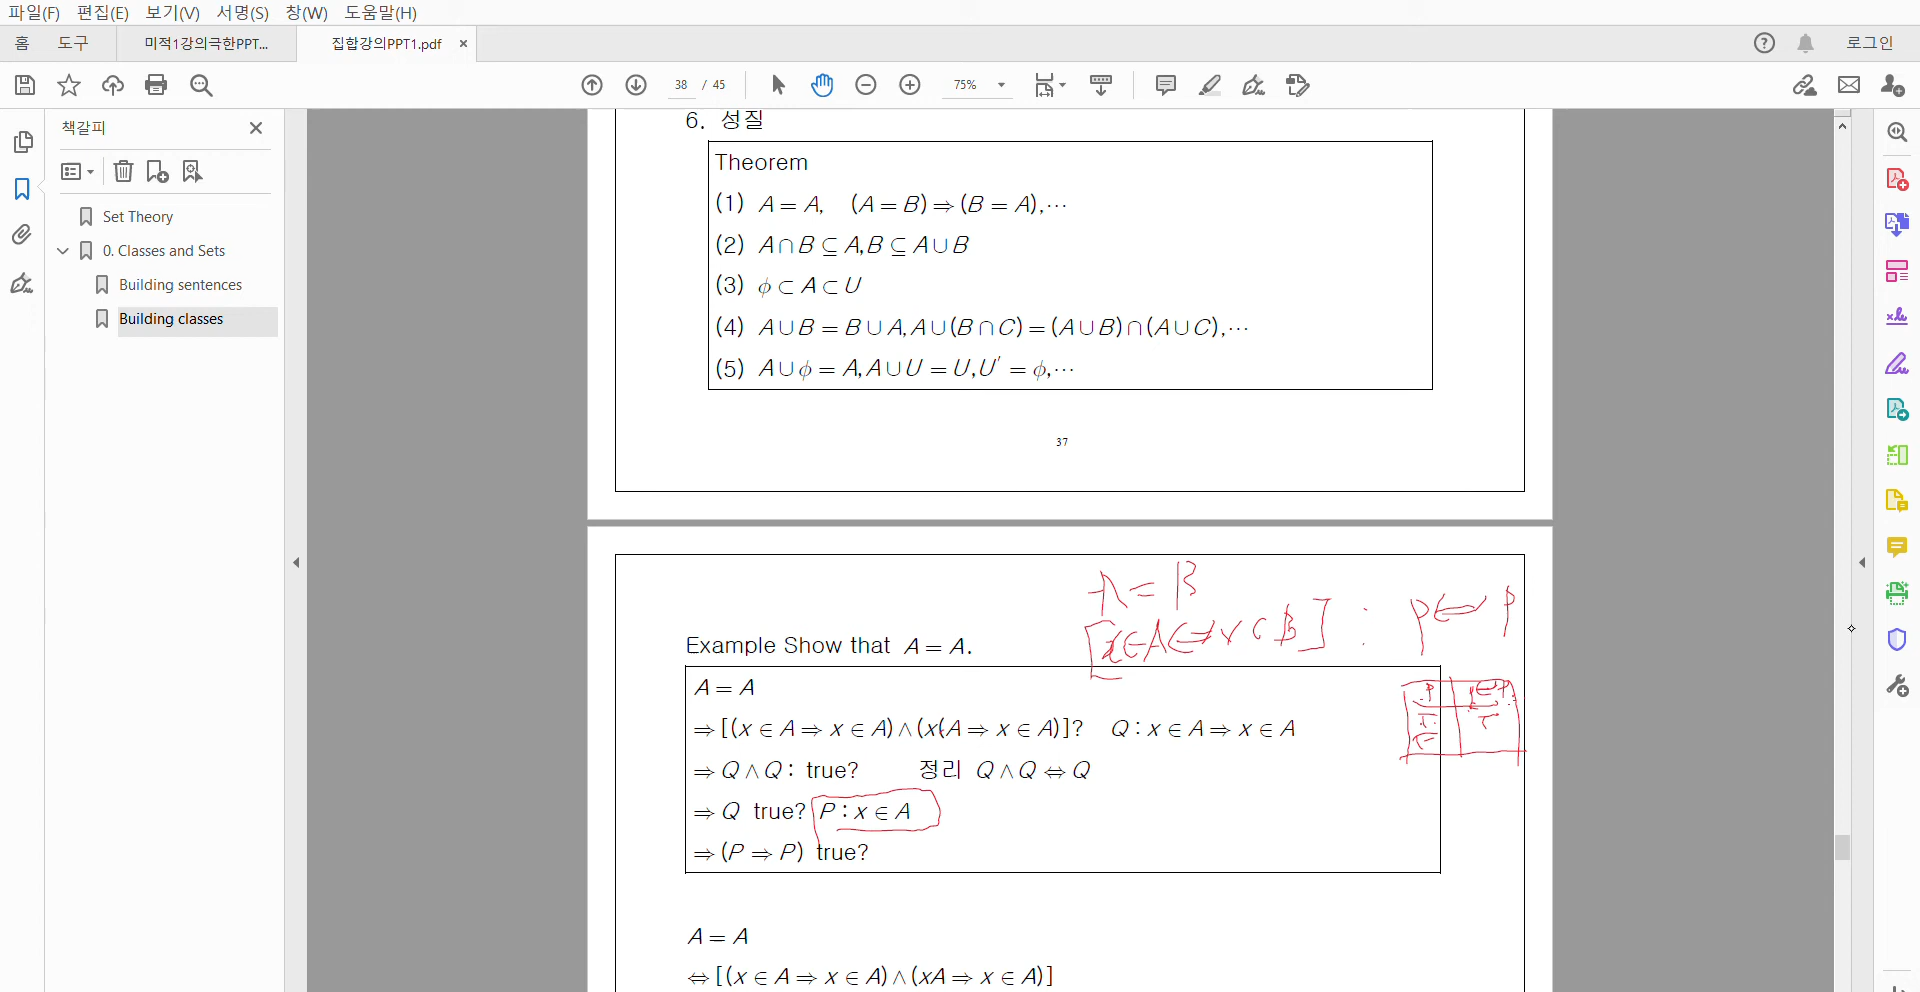 파일(F) 편집(E) 보기(V) 서명(S) 창(W) 도움말(H)
홈 도구 미적1강의극한PPT... 집합강의PPT1.pdf × 로그인
38 / 45 75%
책갈피
Set Theory
0. Classes and Sets
Building sentences
Building classes
6. 성질
Theorem
(1) A = A, (A = B) ⇒ (B = A), ⋯
(2) A ∩ B ⊆ A, B ⊆ A ∪ B
(3) ϕ ⊂ A ⊂ U
(4) A ∪ B = B ∪ A, A ∪ (B ∩ C) = (A ∪ B) ∩ (A ∪ C), ⋯
(5) A ∪ ϕ = A, A ∪ U = U, U′ = ϕ, ⋯
37
A = B
[x ∈ A ⇔ x ∈ B] : P ⇔ P
Example Show that A = A.
A = A
⇒ [(x ∈ A ⇒ x ∈ A) ∧ (x(A ⇒ x ∈ A)]? Q : x ∈ A ⇒ x ∈ A
⇒ Q ∧ Q : true? 정리 Q ∧ Q ⇔ Q
⇒ Q true? P : x ∈ A
⇒ (P ⇒ P) true?
P P⇔P
T T
A = A
⇔ [(x ∈ A ⇒ x ∈ A) ∧ (xA ⇒ x ∈ A)]